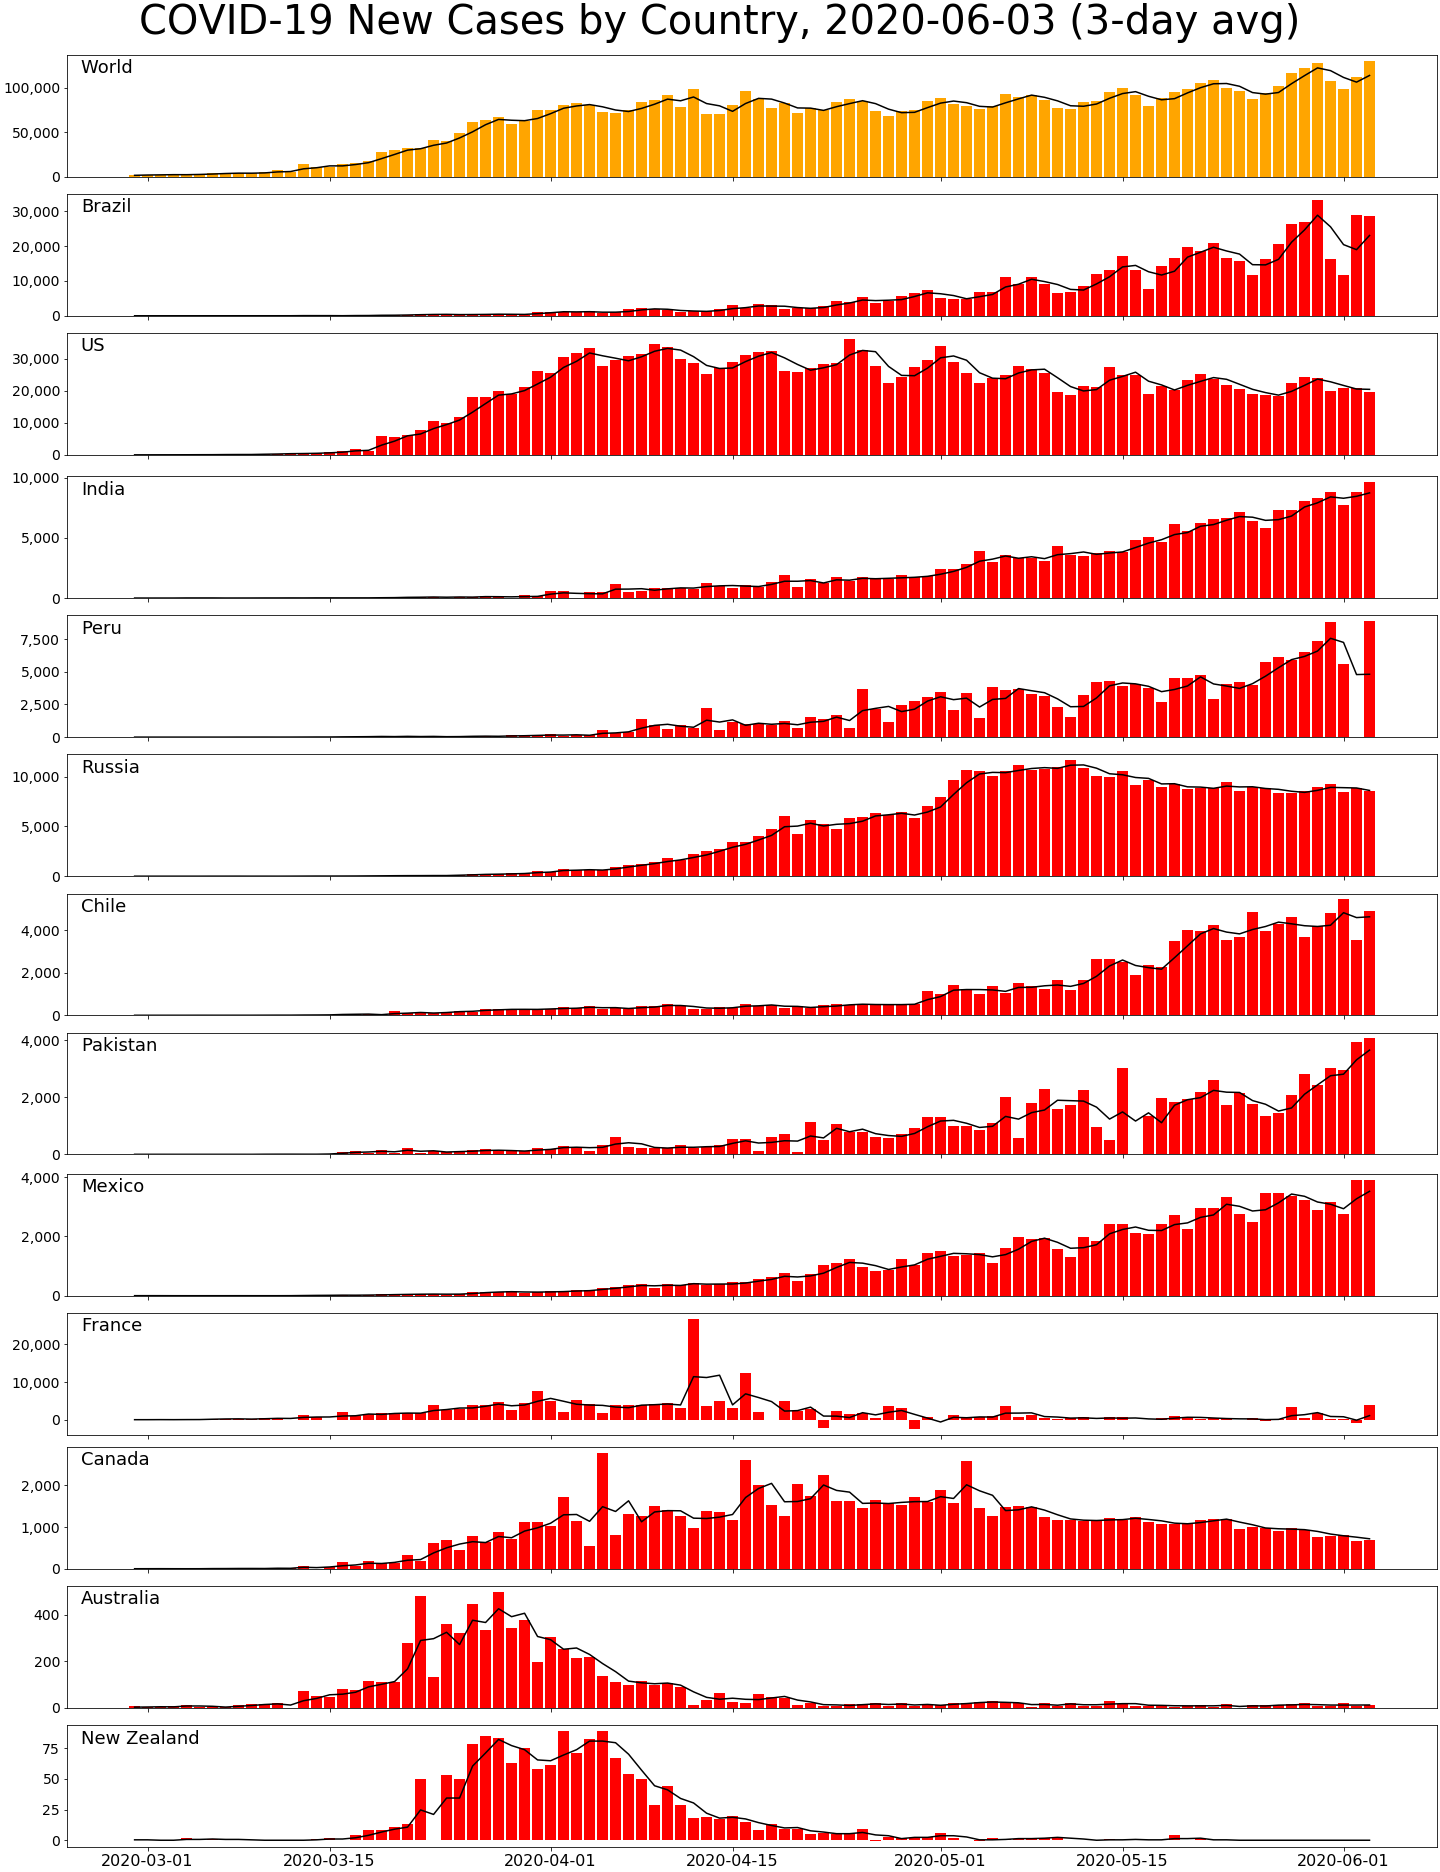 COVID-19 New Cases by Country, 2020-06-03 (3-day avg)
World
100,000
50,000
0
Brazil
30,000
20,000
10,000
0
US
30,000
20,000
10,000
0
India
10,000
5,000
0
Peru
7,500
5,000
2,500
0
Russia
10,000
5,000
0
Chile
4,000
2,000
0
Pakistan
4,000
2,000
0
Mexico
4,000
2,000
0
France
20,000
10,000
0
Canada
2,000
1,000
0
Australia
400
200
0
New Zealand
75
50
25
0
2020-03-01 2020-03-15 2020-04-01 2020-04-15 2020-05-01 2020-05-15 2020-06-01